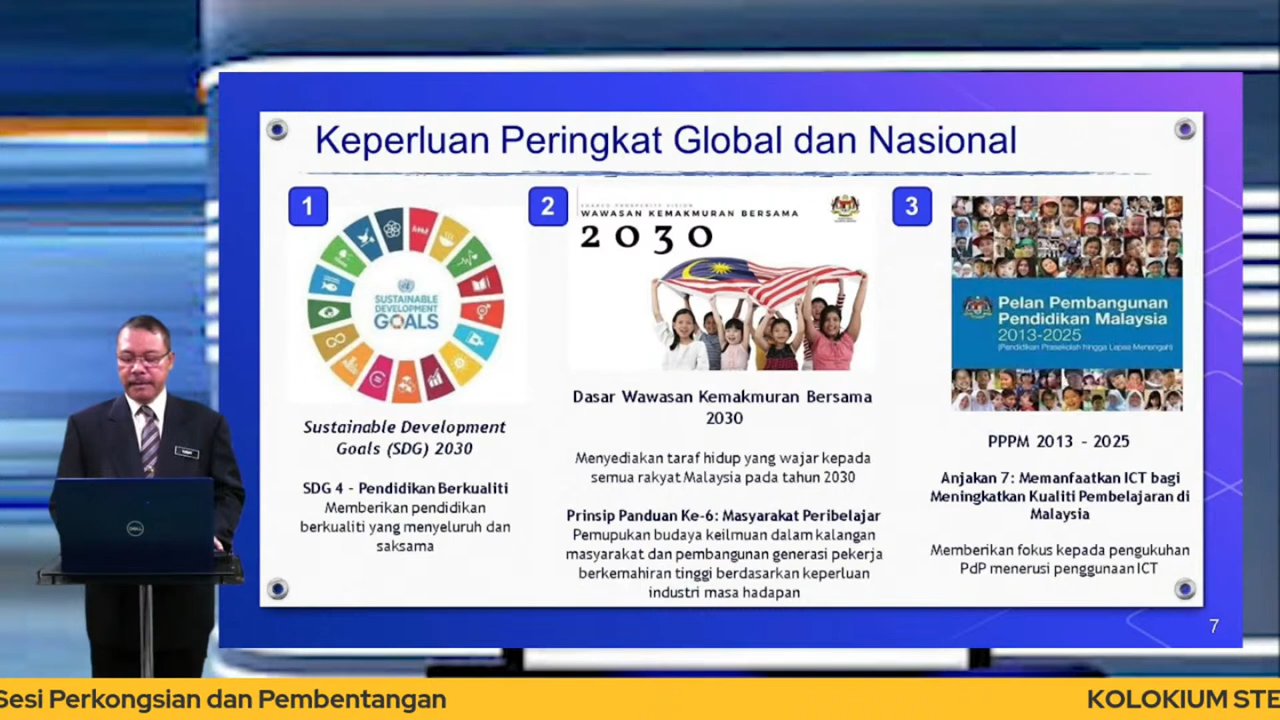 Keperluan Peringkat Global dan Nasional
1
SUSTAINABLE
DEVELOPMENT
GOALS
Sustainable Development
Goals (SDG) 2030
SDG 4 - Pendidikan Berkualiti
Memberikan pendidikan
berkualiti yang menyeluruh dan
saksama
2
SHARED PROSPERITY VISION
WAWASAN KEMAKMURAN BERSAMA
2030
Dasar Wawasan Kemakmuran Bersama
2030
Menyediakan taraf hidup yang wajar kepada
semua rakyat Malaysia pada tahun 2030
Prinsip Panduan Ke-6: Masyarakat Peribelajar
Pemupukan budaya keilmuan dalam kalangan
masyarakat dan pembangunan generasi pekerja
berkemahiran tinggi berdasarkan keperluan
industri masa hadapan
3
Pelan Pembangunan
Pendidikan Malaysia
2013-2025
(Pendidikan Prasekolah hingga Lepas Menengah)
PPPM 2013 - 2025
Anjakan 7: Memanfaatkan ICT bagi
Meningkatkan Kualiti Pembelajaran di
Malaysia
Memberikan fokus kepada pengukuhan
PdP menerusi penggunaan ICT
7
DELL
Sesi Perkongsian dan Pembentangan
KOLOKIUM STE